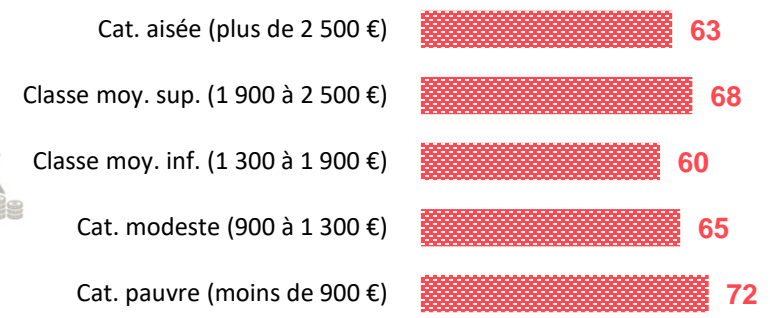 Cat. aisée (plus de 2 500 €) 63
Classe moy. sup. (1 900 à 2 500 €) 68
Classe moy. inf. (1 300 à 1 900 €) 60
Cat. modeste (900 à 1 300 €) 65
Cat. pauvre (moins de 900 €) 72